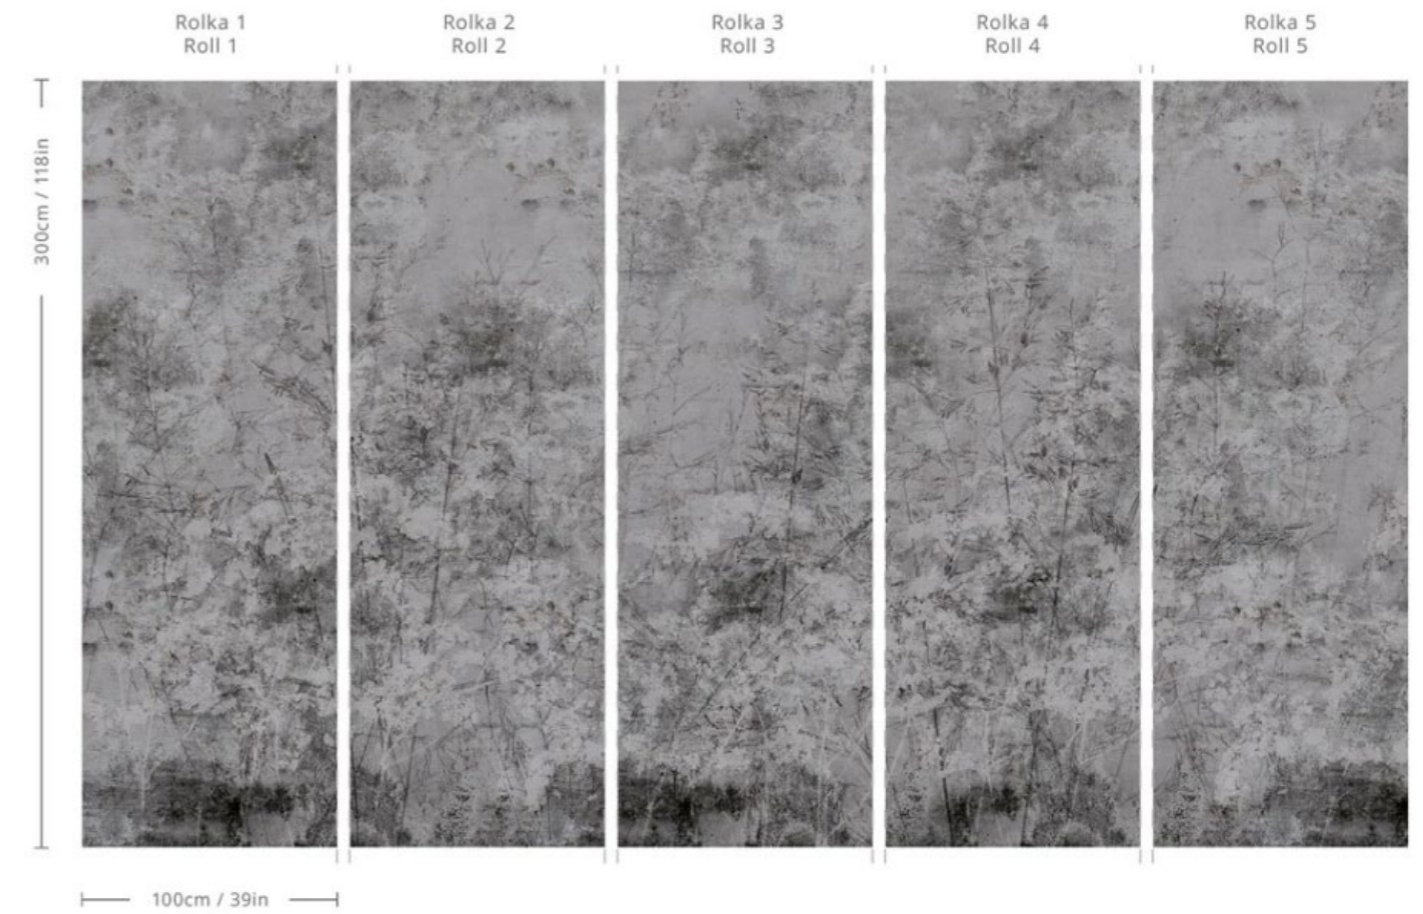 Rolka 1
Roll 1
Rolka 2
Roll 2
Rolka 3
Roll 3
Rolka 4
Roll 4
Rolka 5
Roll 5
300cm / 118in
100cm / 39in